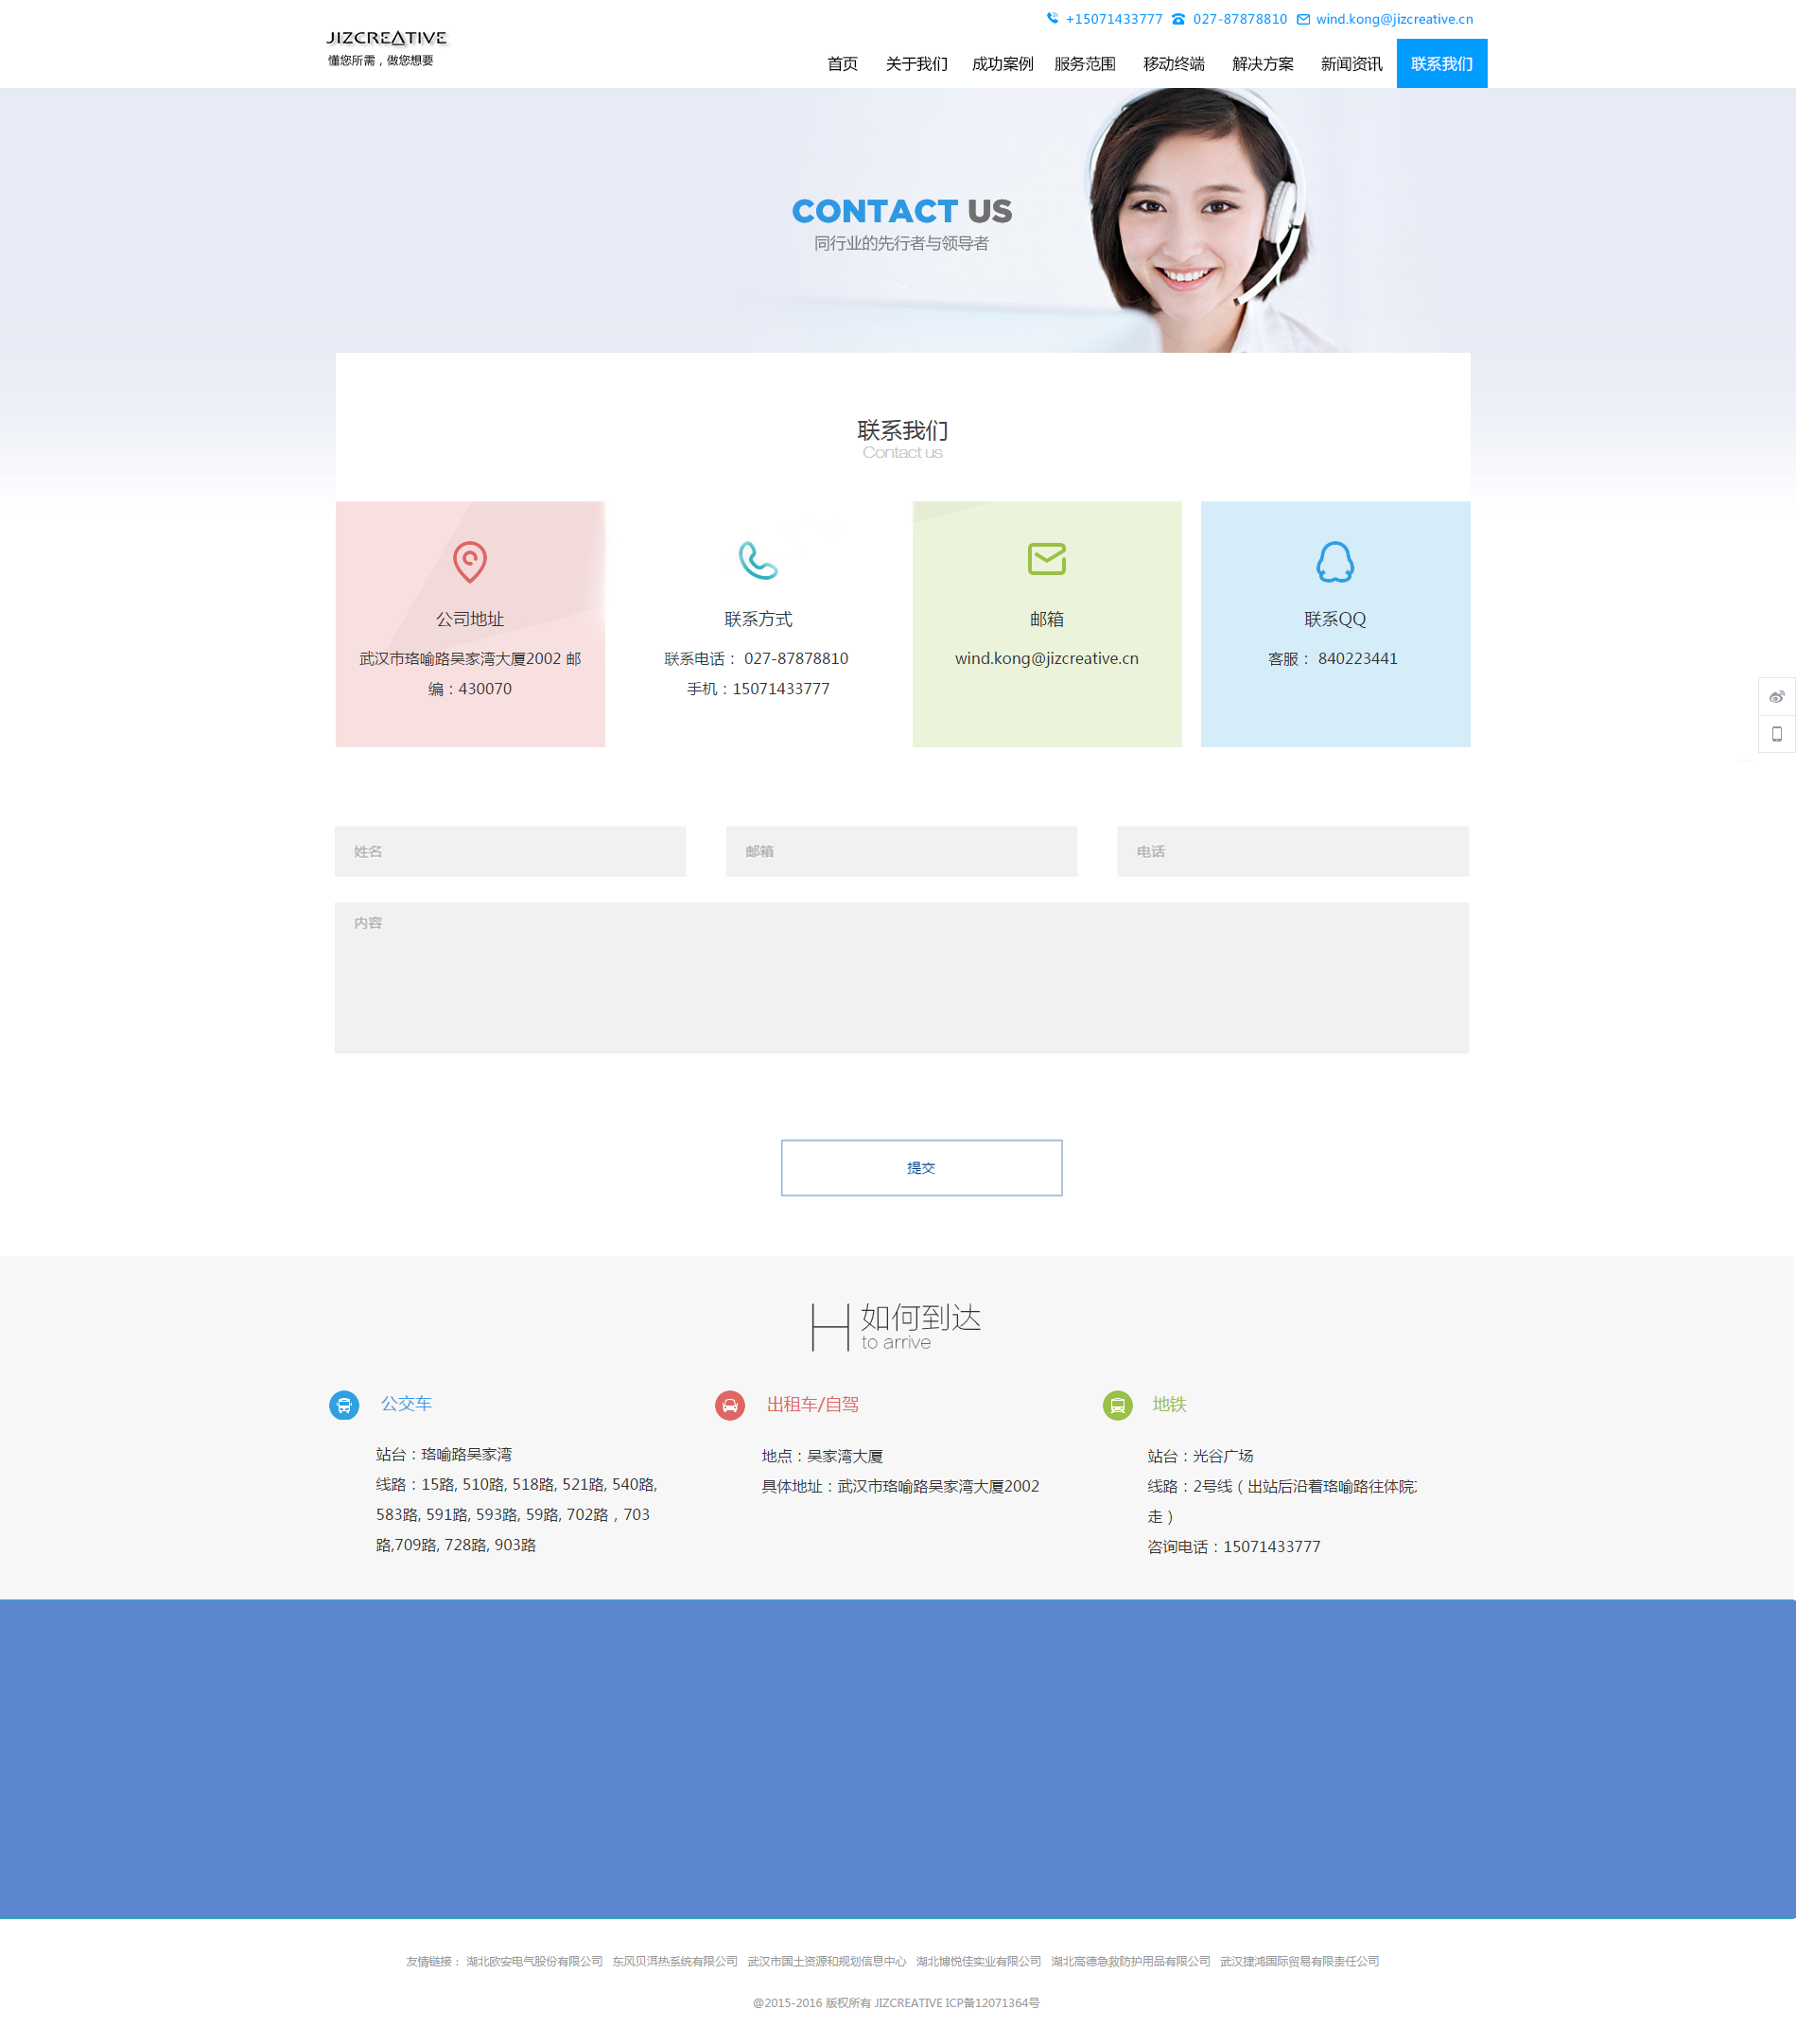 +15071433777 027-87878810 wind.kong@jizcreative.cn
JIZCREATIVE
懂您所需，做您想要
首页 关于我们 成功案例 服务范围 移动终端 解决方案 新闻资讯 联系我们
CONTACT US
同行业的先行者与领导者
联系我们
Contact us
公司地址
武汉市珞喻路吴家湾大厦2002 邮
编：430070
联系方式
联系电话： 027-87878810
手机：15071433777
邮箱
wind.kong@jizcreative.cn
联系QQ
客服： 840223441
姓名 邮箱 电话
内容
提交
H 如何到达
to arrive
公交车
站台：珞喻路吴家湾
线路：15路, 510路, 518路, 521路, 540路,
583路, 591路, 593路, 59路, 702路，703
路,709路, 728路, 903路
出租车/自驾
地点：吴家湾大厦
具体地址：武汉市珞喻路吴家湾大厦2002
地铁
站台：光谷广场
线路：2号线（出站后沿着珞喻路往体院
走）
咨询电话：15071433777
友情链接： 湖北欧安电气股份有限公司 东风贝洱热系统有限公司 武汉市国土资源和规划信息中心 湖北博悦佳实业有限公司 湖北高德急救防护用品有限公司 武汉捷鸿国际贸易有限责任公司
@2015-2016 版权所有 JIZCREATIVE ICP备12071364号